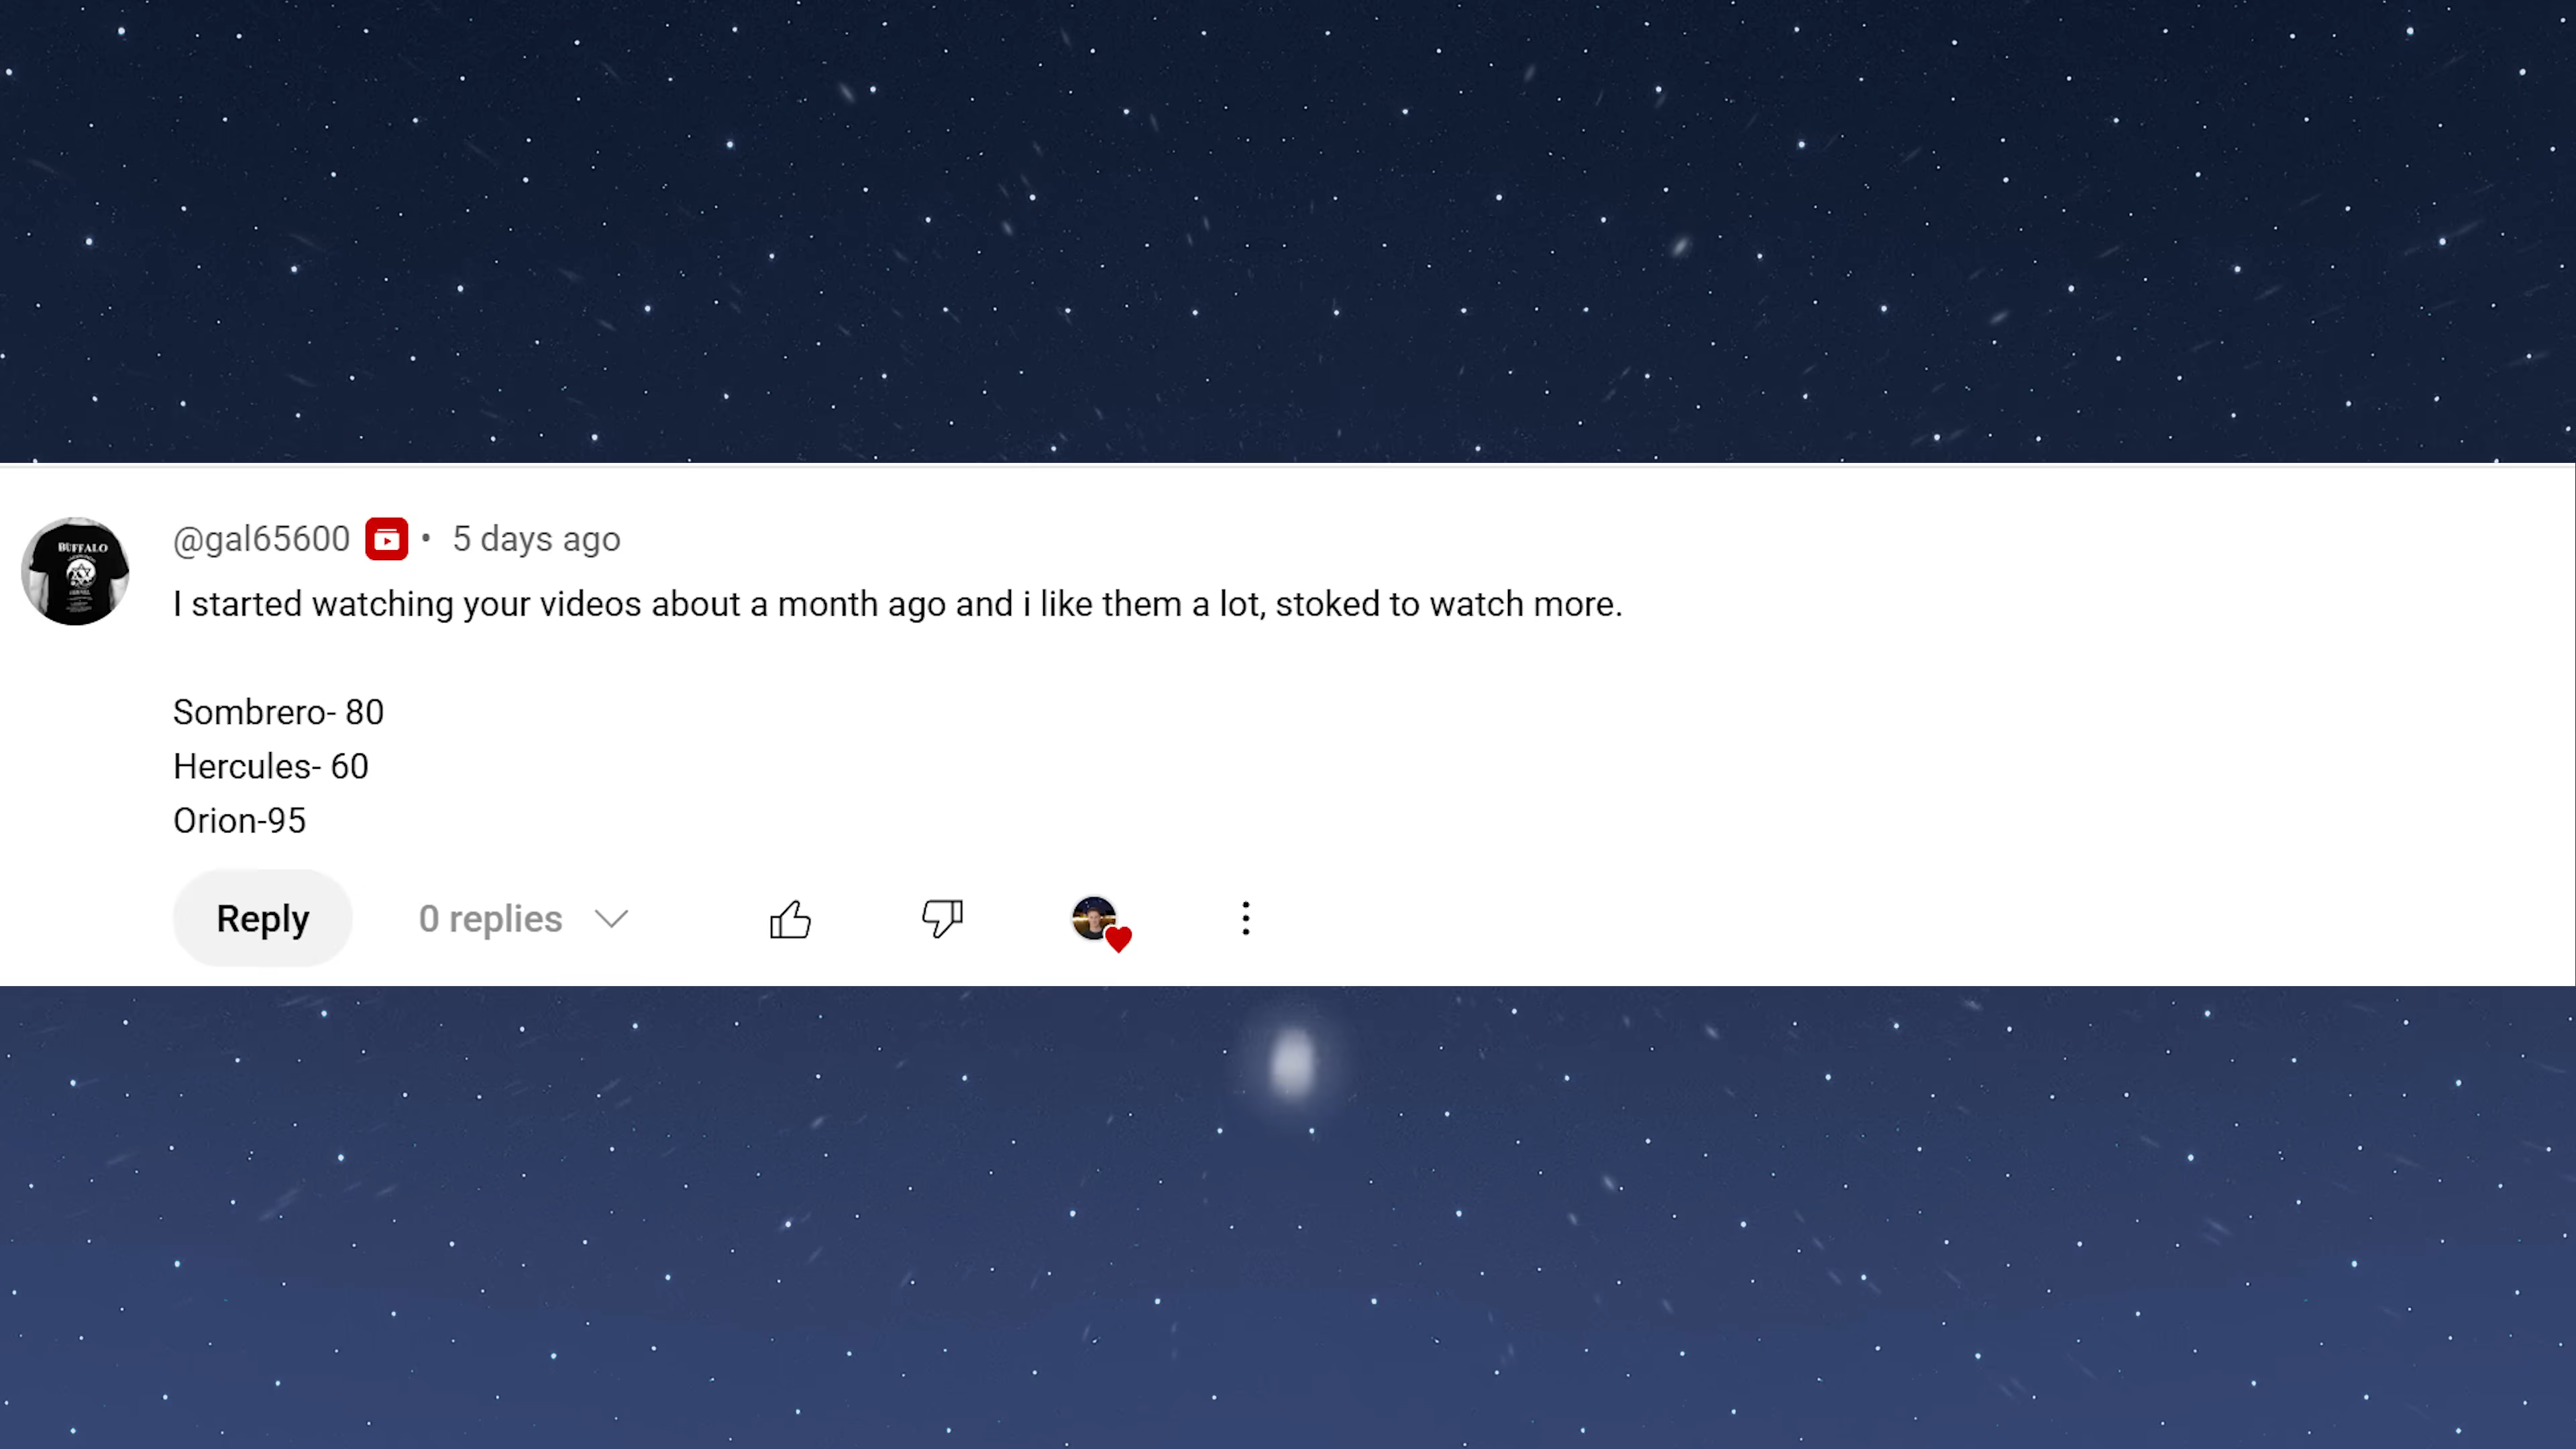 BUFFALO
@gal65600 • 5 days ago
I started watching your videos about a month ago and i like them a lot, stoked to watch more.
Sombrero- 80
Hercules- 60
Orion-95
Reply 0 replies